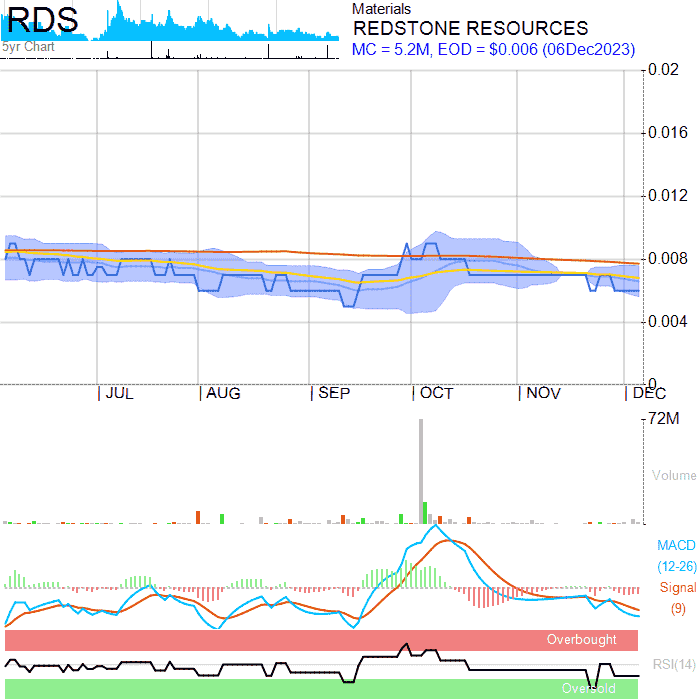 RDS
5yr Chart
Materials
REDSTONE RESOURCES
MC = 5.2M, EOD = $0.006 (06Dec2023)
0.02
0.016
0.012
0.008
0.004
0
JUL AUG SEP OCT NOV DEC
72M
Volume
MACD
(12-26)
Signal
(9)
Overbought
RSI(14)
Oversold